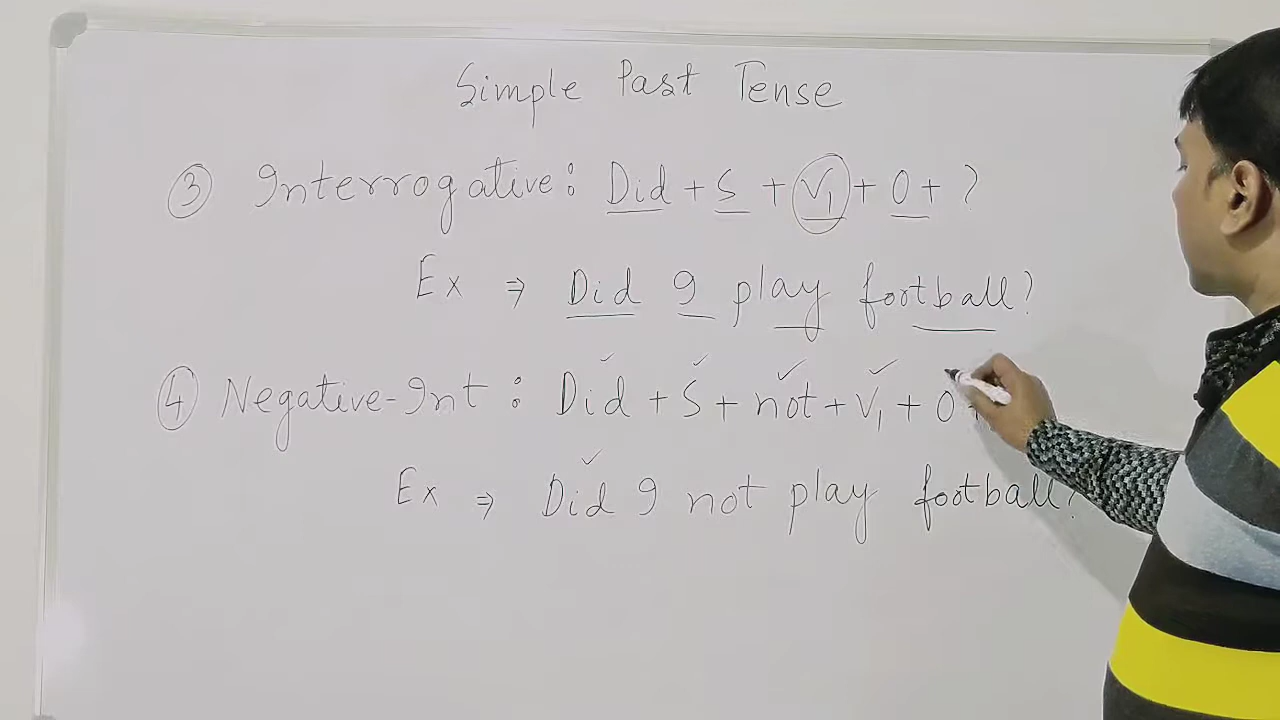 Simple Past Tense
③ Interrogative: Did + S + V1 + O + ?
Ex ⇒ Did I play football?
④ Negative-Int : Did + S + not + V1 + O +
Ex ⇒ Did I not play football?